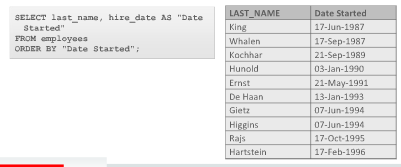 SELECT last_name, hire_date AS "Date
Started"
FROM employees
ORDER BY "Date Started";
LAST_NAME Date Started
King 17-Jun-1987
Whalen 17-Sep-1987
Kochhar 21-Sep-1989
Hunold 03-Jan-1990
Ernst 21-May-1991
De Haan 13-Jan-1993
Gietz 07-Jun-1994
Higgins 07-Jun-1994
Rajs 17-Oct-1995
Hartstein 17-Feb-1996